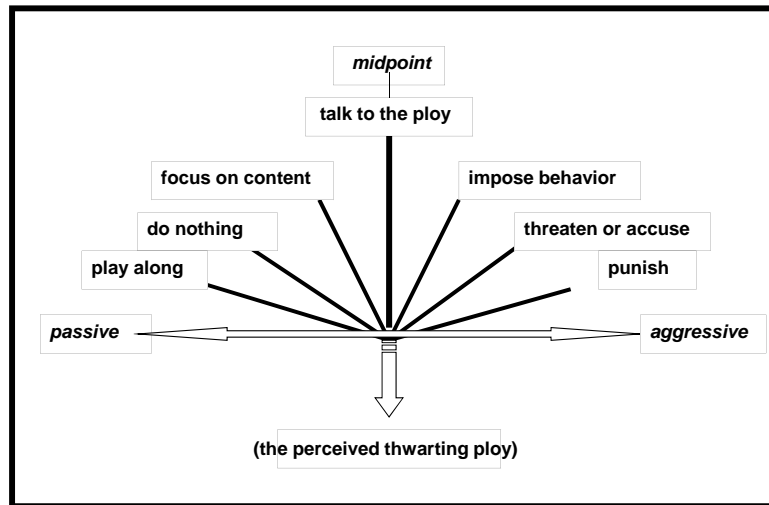 midpoint
talk to the ploy
focus on content
impose behavior
do nothing
threaten or accuse
play along
punish
passive
aggressive
(the perceived thwarting ploy)